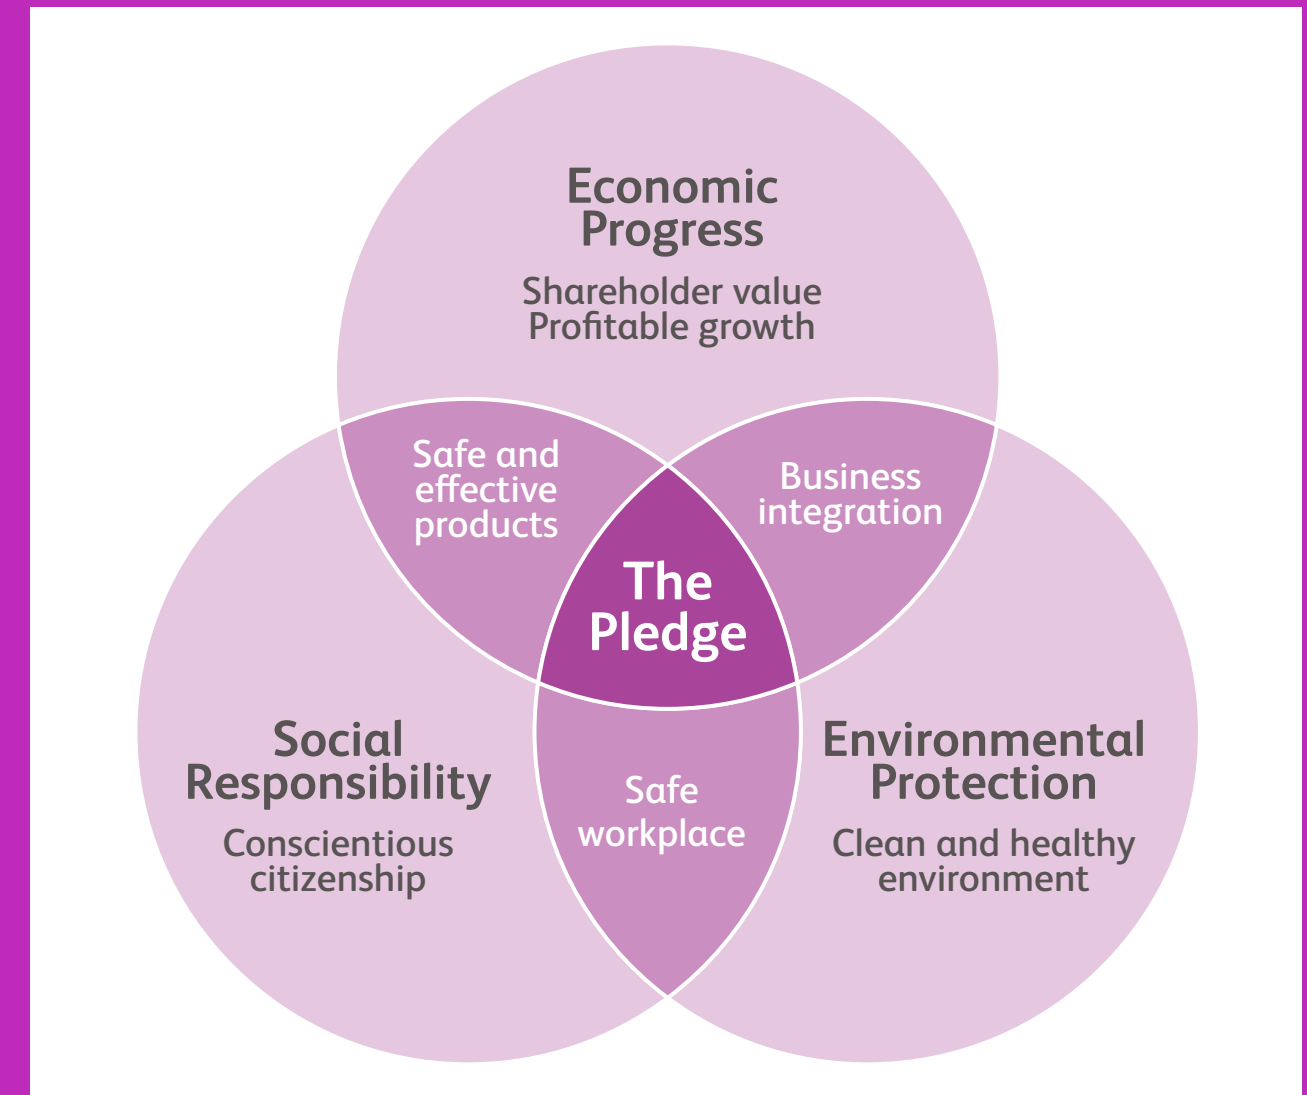 Economic
Progress
Shareholder value
Profitable growth
Safe and
effective
products
Business
integration
The
Pledge
Social
Responsibility
Conscientious
citizenship
Safe
workplace
Environmental
Protection
Clean and healthy
environment